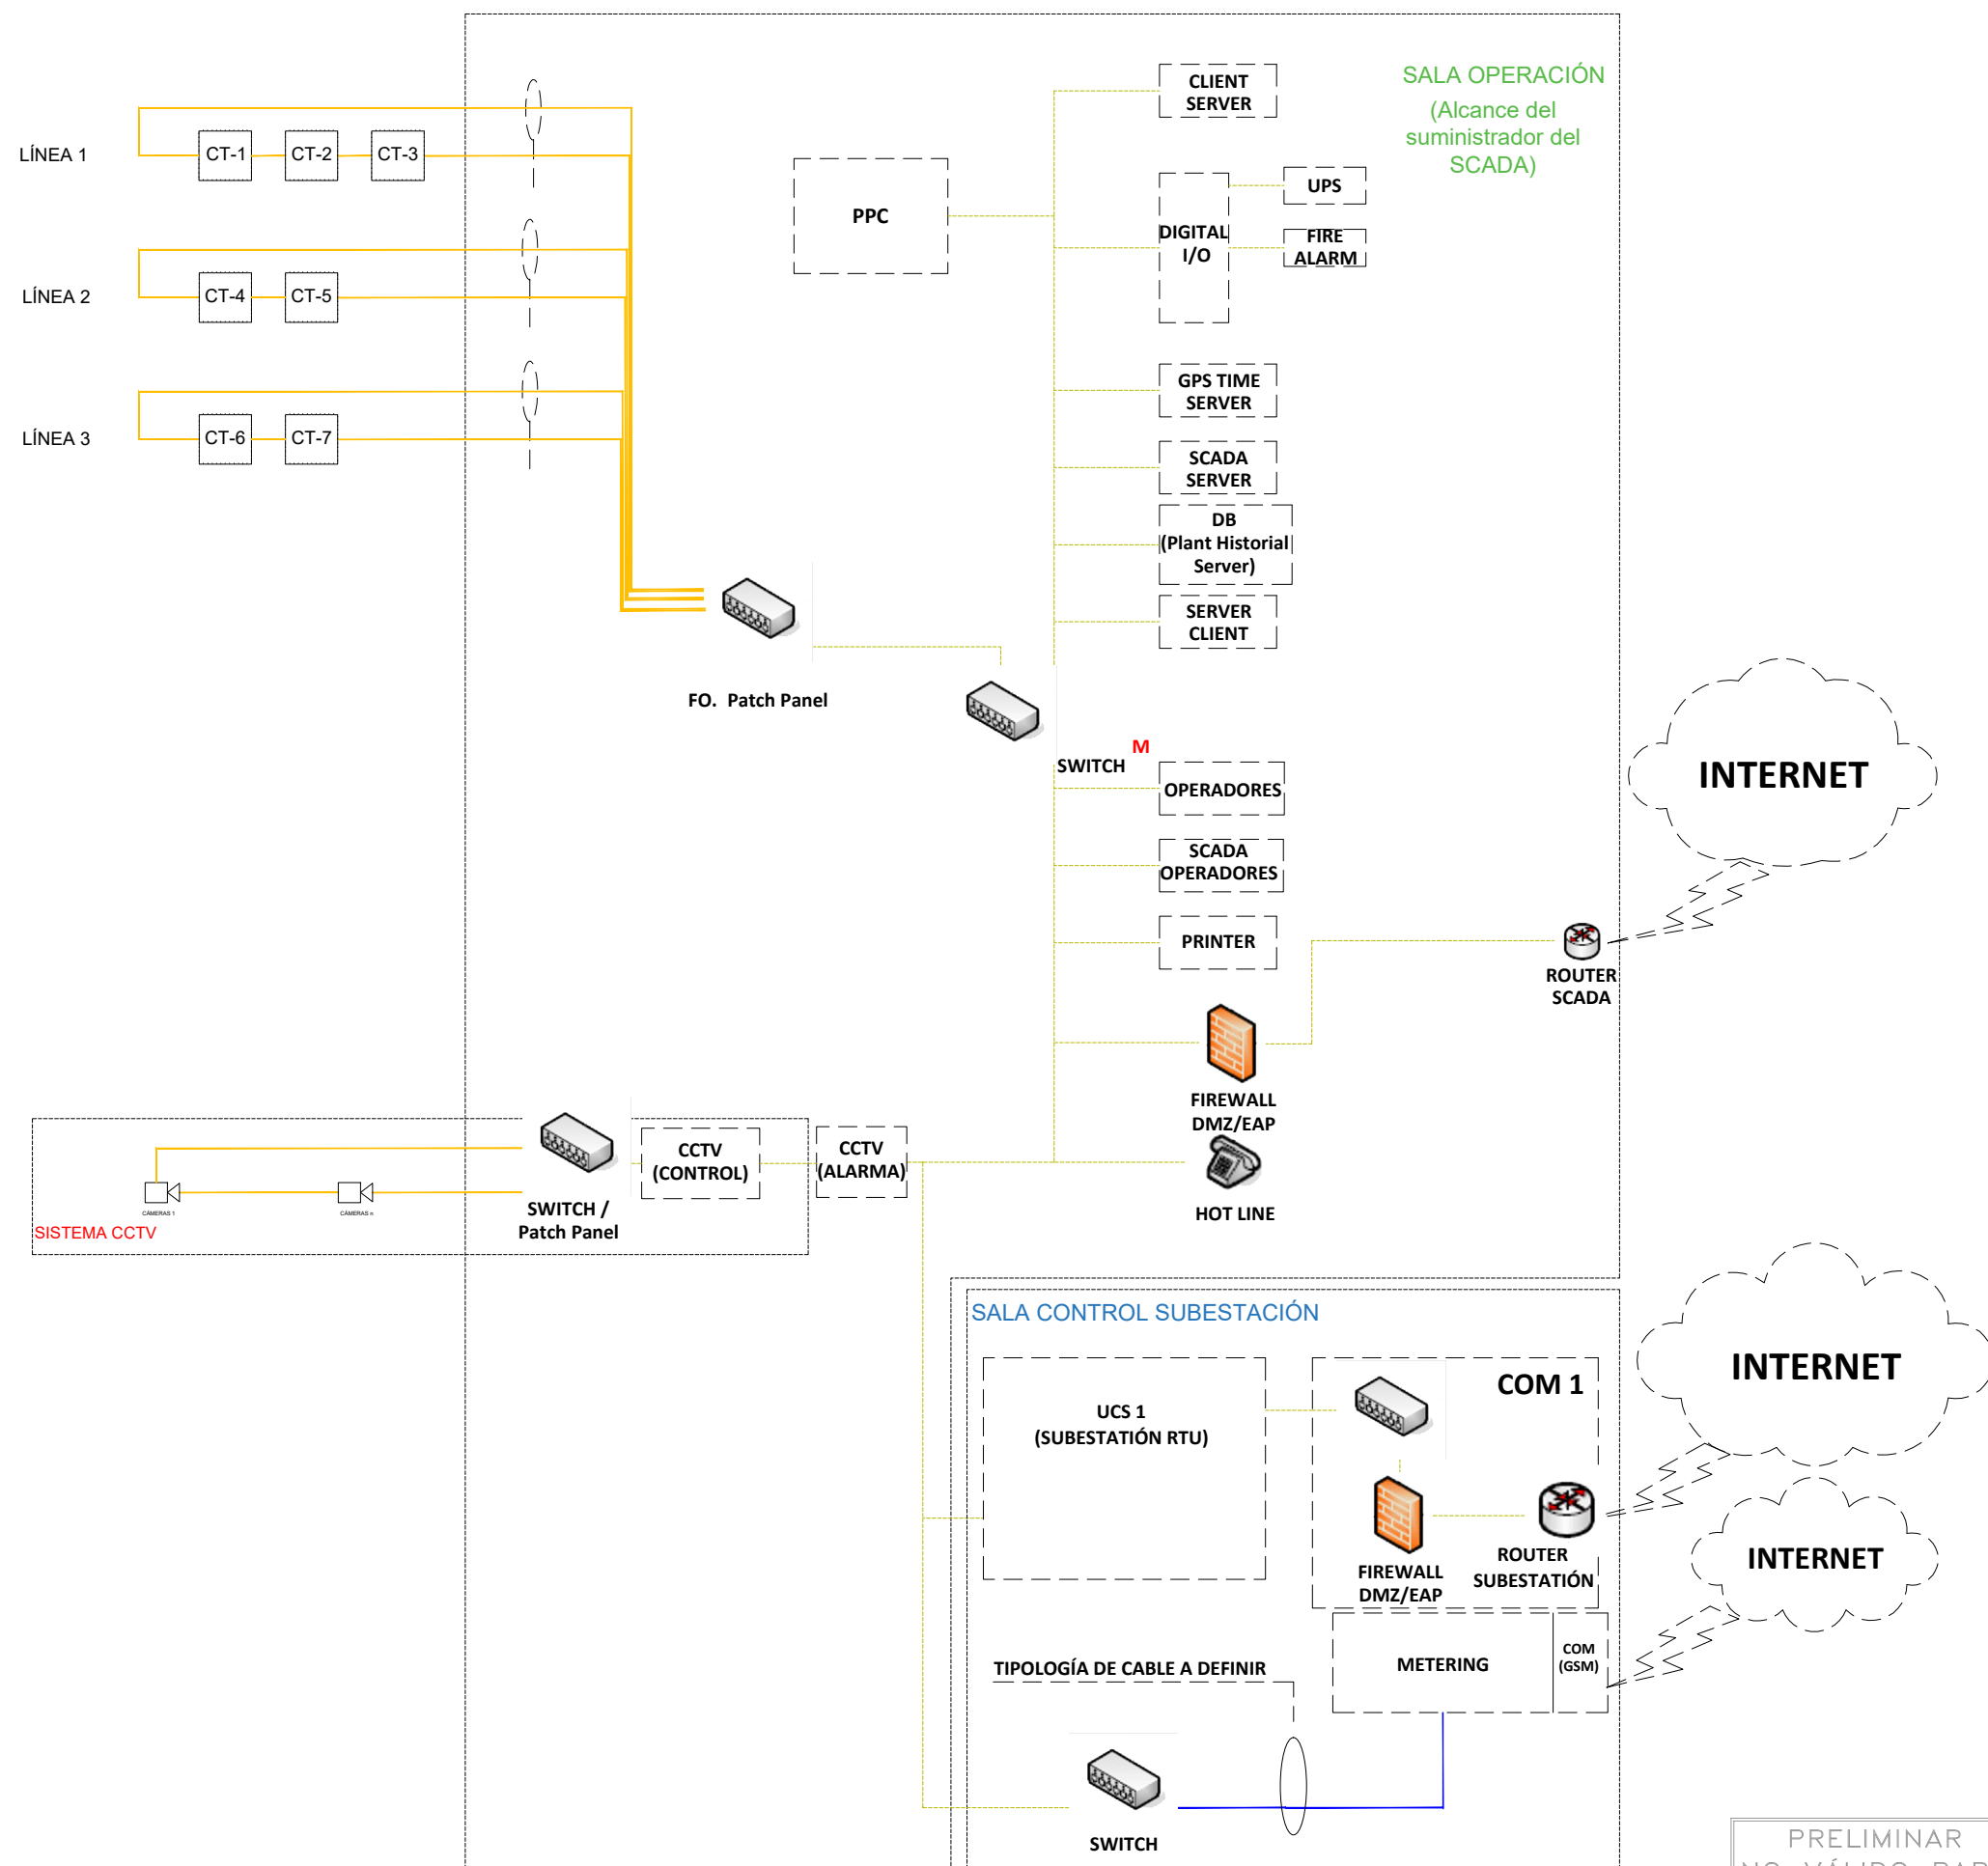 CLIENT
SERVER
SALA OPERACIÓN
(Alcance del
suministrador del
SCADA)
LÍNEA 1
CT-1
CT-2
CT-3
PPC
DIGITAL
I/O
UPS
FIRE
ALARM
LÍNEA 2
CT-4
CT-5
GPS TIME
SERVER
LÍNEA 3
CT-6
CT-7
SCADA
SERVER
DB
(Plant Historial
Server)
SERVER
CLIENT
FO. Patch Panel
M
SWITCH
OPERADORES
INTERNET
SCADA
OPERADORES
PRINTER
ROUTER
SCADA
FIREWALL
DMZ/EAP
CCTV
(CONTROL)
CCTV
(ALARMA)
CÁMERAS 1
CÁMERAS n
SWITCH /
Patch Panel
SISTEMA CCTV
HOT LINE
SALA CONTROL SUBESTACIÓN
UCS 1
(SUBESTATIÓN RTU)
COM 1
INTERNET
FIREWALL
DMZ/EAP
ROUTER
SUBESTATIÓN
INTERNET
METERING
COM
(GSM)
TIPOLOGÍA DE CABLE A DEFINIR
SWITCH
PRELIMINAR